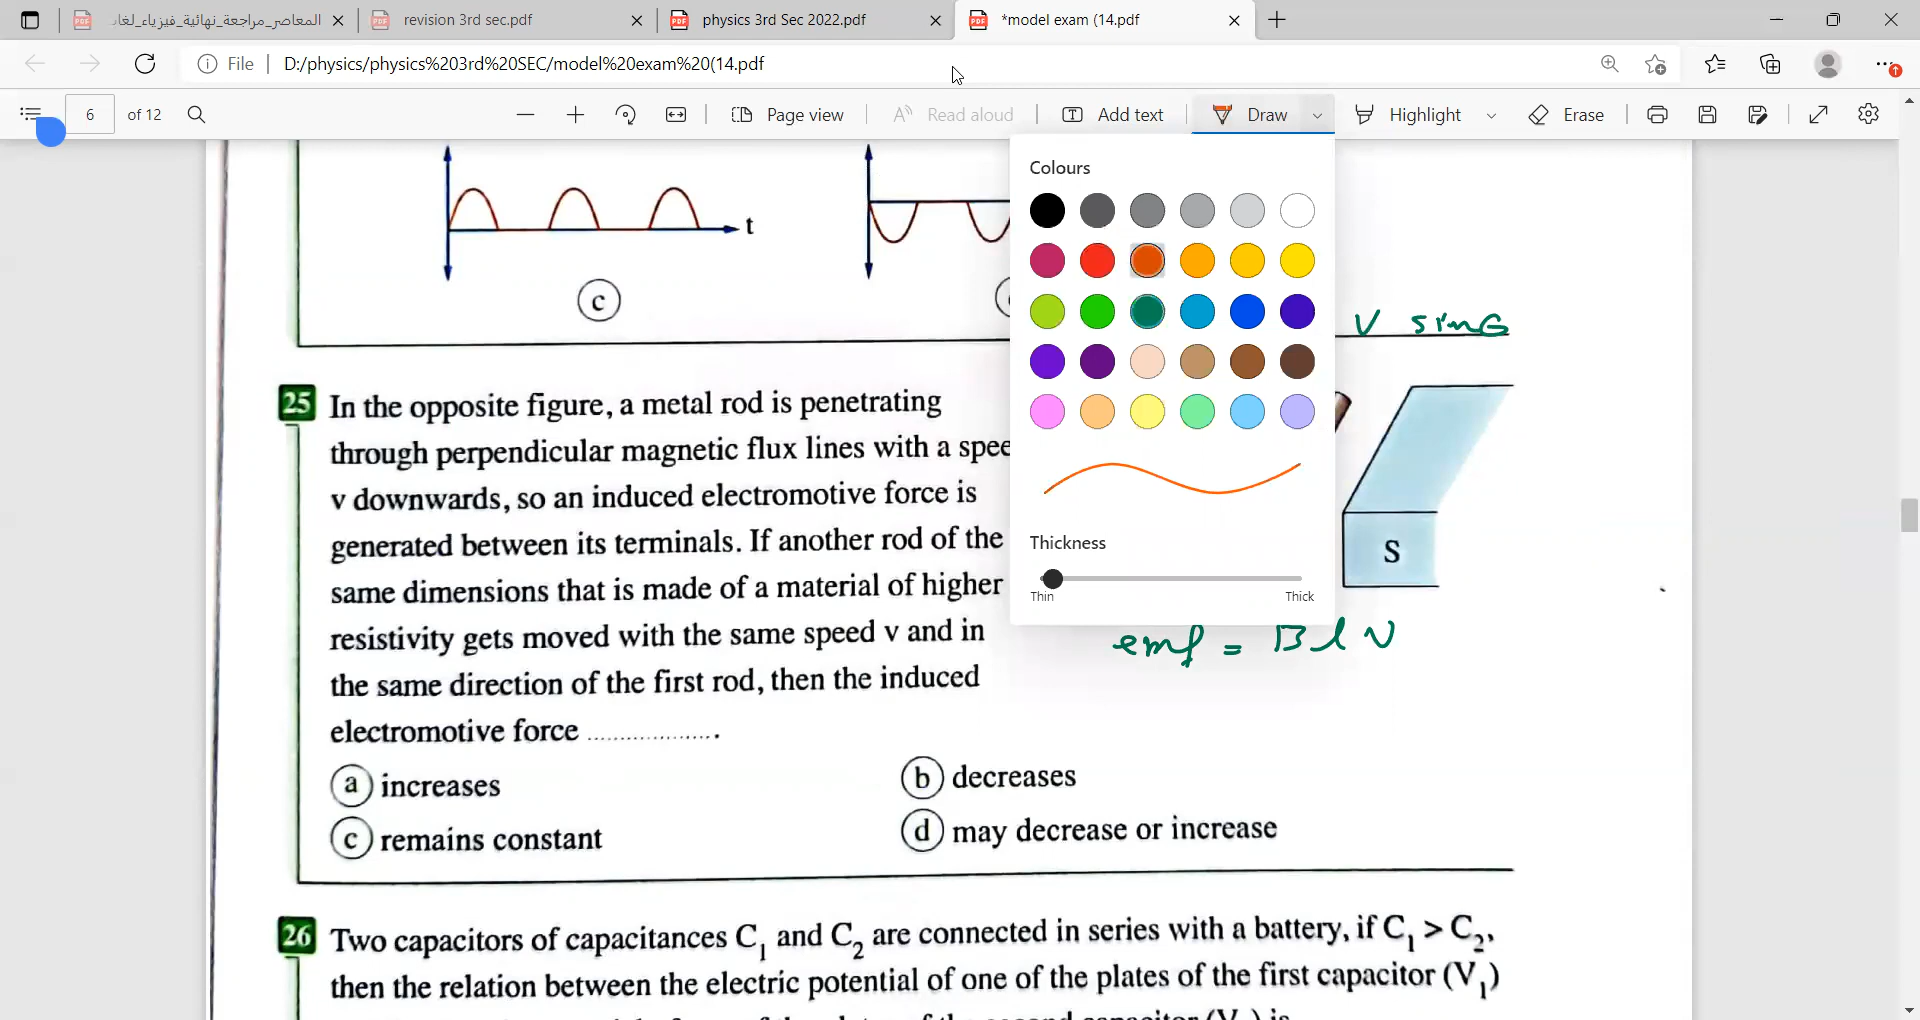 المعاصر_مراجعة_نهائية_فيزياء_لغا
revision 3rd sec.pdf
physics 3rd Sec 2022.pdf
*model exam (14.pdf
File
D:/physics/physics%203rd%20SEC/model%20exam%20(14.pdf
6 of 12
Page view
Read aloud
Add text
Draw
Highlight
Erase
Colours
t
c
V sinG
25 In the opposite figure, a metal rod is penetrating
through perpendicular magnetic flux lines with a spee
v downwards, so an induced electromotive force is
generated between its terminals. If another rod of the
same dimensions that is made of a material of higher
resistivity gets moved with the same speed v and in
the same direction of the first rod, then the induced
electromotive force ..................
S
Thickness
Thin
Thick
emf = B l v
a increases
b decreases
c remains constant
d may decrease or increase
26 Two capacitors of capacitances C₁ and C₂ are connected in series with a battery, if C₁ > C₂,
then the relation between the electric potential of one of the plates of the first capacitor (V₁)